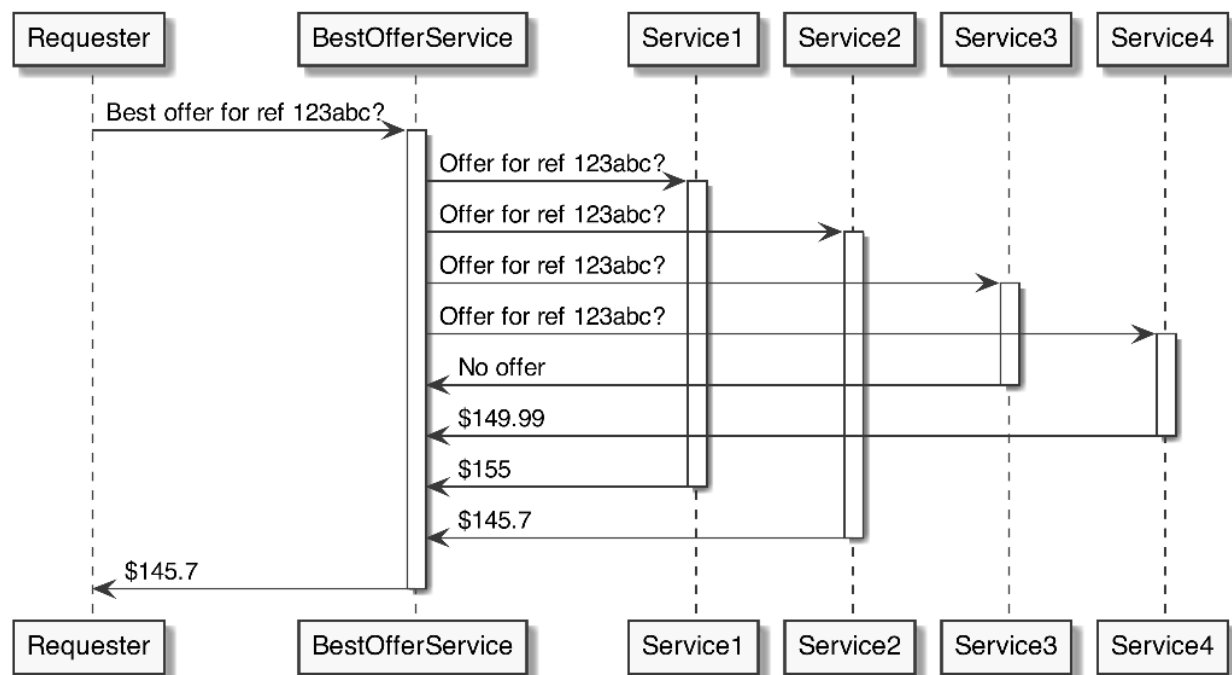 Requester BestOfferService Service1 Service2 Service3 Service4
Best offer for ref 123abc?
Offer for ref 123abc?
Offer for ref 123abc?
Offer for ref 123abc?
Offer for ref 123abc?
No offer
$149.99
$155
$145.7
$145.7
Requester BestOfferService Service1 Service2 Service3 Service4